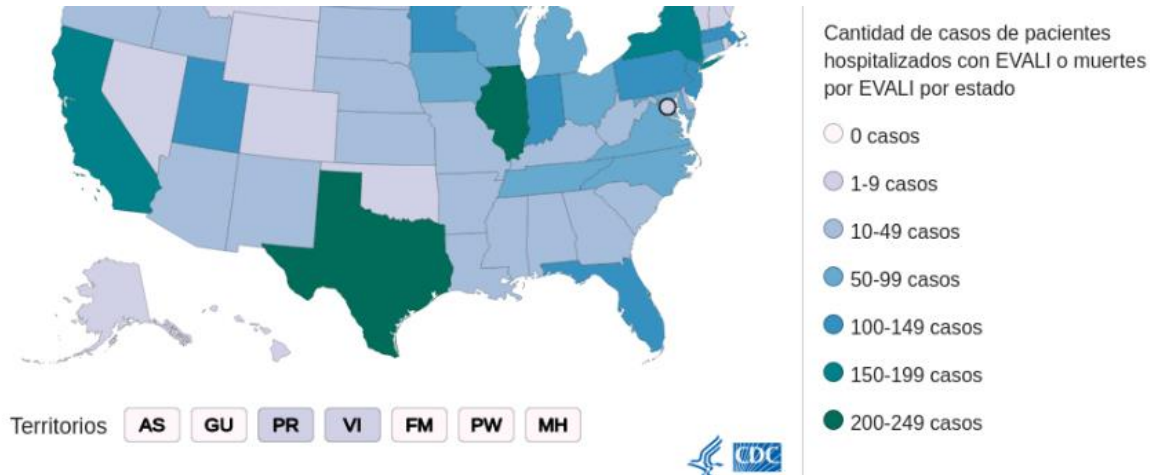 Cantidad de casos de pacientes
hospitalizados con EVALI o muertes
por EVALI por estado
0 casos
1-9 casos
10-49 casos
50-99 casos
100-149 casos
150-199 casos
200-249 casos
Territorios AS GU PR VI FM PW MH
CDC